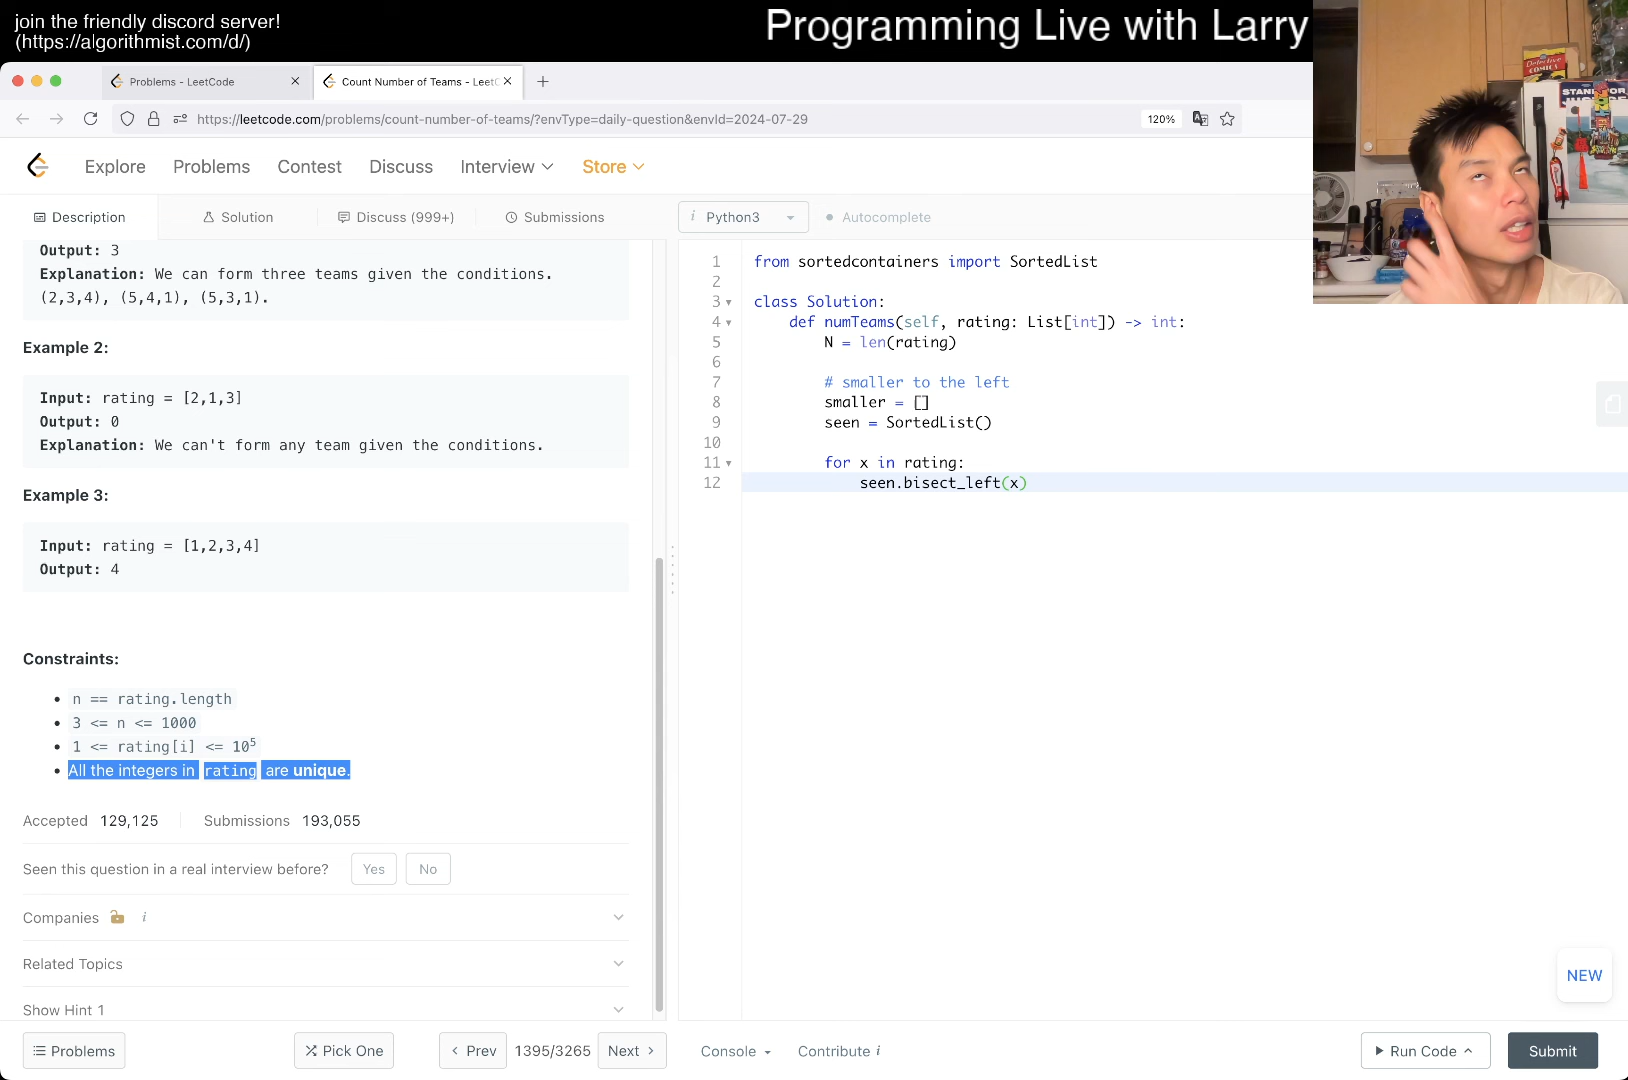 join the friendly discord server!
(https://algorithmist.com/d/)
Programming Live with Larry
Problems - LeetCode
Count Number of Teams - Leet
https://leetcode.com/problems/count-number-of-teams/?envType=daily-question&envId=2024-07-29
120%
Explore
Problems
Contest
Discuss
Interview
Store
Description
Solution
Discuss (999+)
Submissions
i Python3
Autocomplete
Output: 3
Explanation: We can form three teams given the conditions.
(2,3,4), (5,4,1), (5,3,1).
Example 2:
Input: rating = [2,1,3]
Output: 0
Explanation: We can't form any team given the conditions.
Example 3:
Input: rating = [1,2,3,4]
Output: 4
Constraints:
n == rating.length
3 <= n <= 1000
1 <= rating[i] <= 10⁵
All the integers in rating are unique.
Accepted 129,125
Submissions 193,055
Seen this question in a real interview before?
Yes
No
Companies i
Related Topics
Show Hint 1
1 from sortedcontainers import SortedList
2
3 class Solution:
4 def numTeams(self, rating: List[int]) -> int:
5 N = len(rating)
6
7 # smaller to the left
8 smaller = []
9 seen = SortedList()
10
11 for x in rating:
12 seen.bisect_left(x)
Detective
COMICS
NEW
Problems
Pick One
Prev
1395/3265
Next
Console
Contribute i
Run Code
Submit